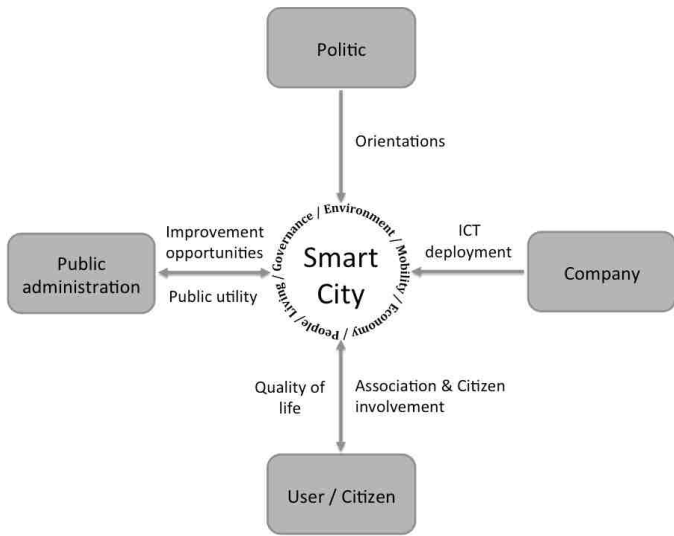 Politic
Orientations
Governance / Environment / Mobility / Economy / People/ Living /
Smart
City
Improvement
opportunities
Public utility
Public
administration
ICT
deployment
Company
Quality of
life
Association & Citizen
involvement
User / Citizen